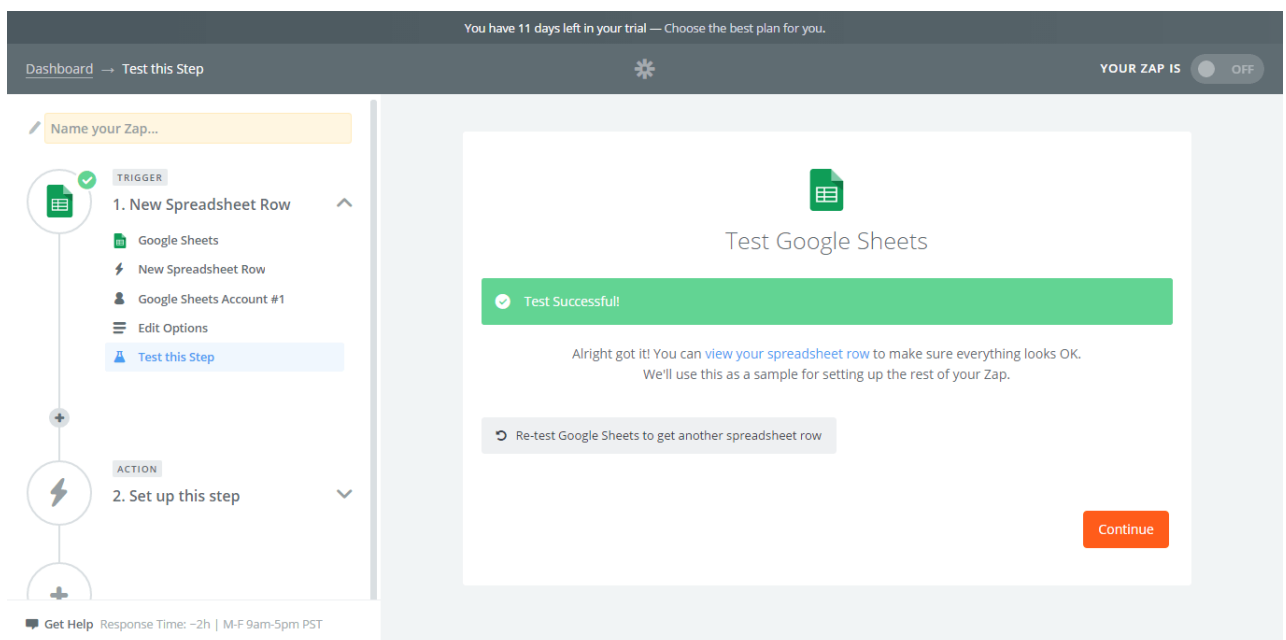 You have 11 days left in your trial — Choose the best plan for you.
Dashboard → Test this Step
YOUR ZAP IS OFF
Name your Zap...
TRIGGER
1. New Spreadsheet Row
Google Sheets
New Spreadsheet Row
Google Sheets Account #1
Edit Options
Test this Step
ACTION
2. Set up this step
Get Help Response Time: ~2h | M-F 9am-5pm PST
Test Google Sheets
Test Successful!
Alright got it! You can view your spreadsheet row to make sure everything looks OK.
We'll use this as a sample for setting up the rest of your Zap.
Re-test Google Sheets to get another spreadsheet row
Continue